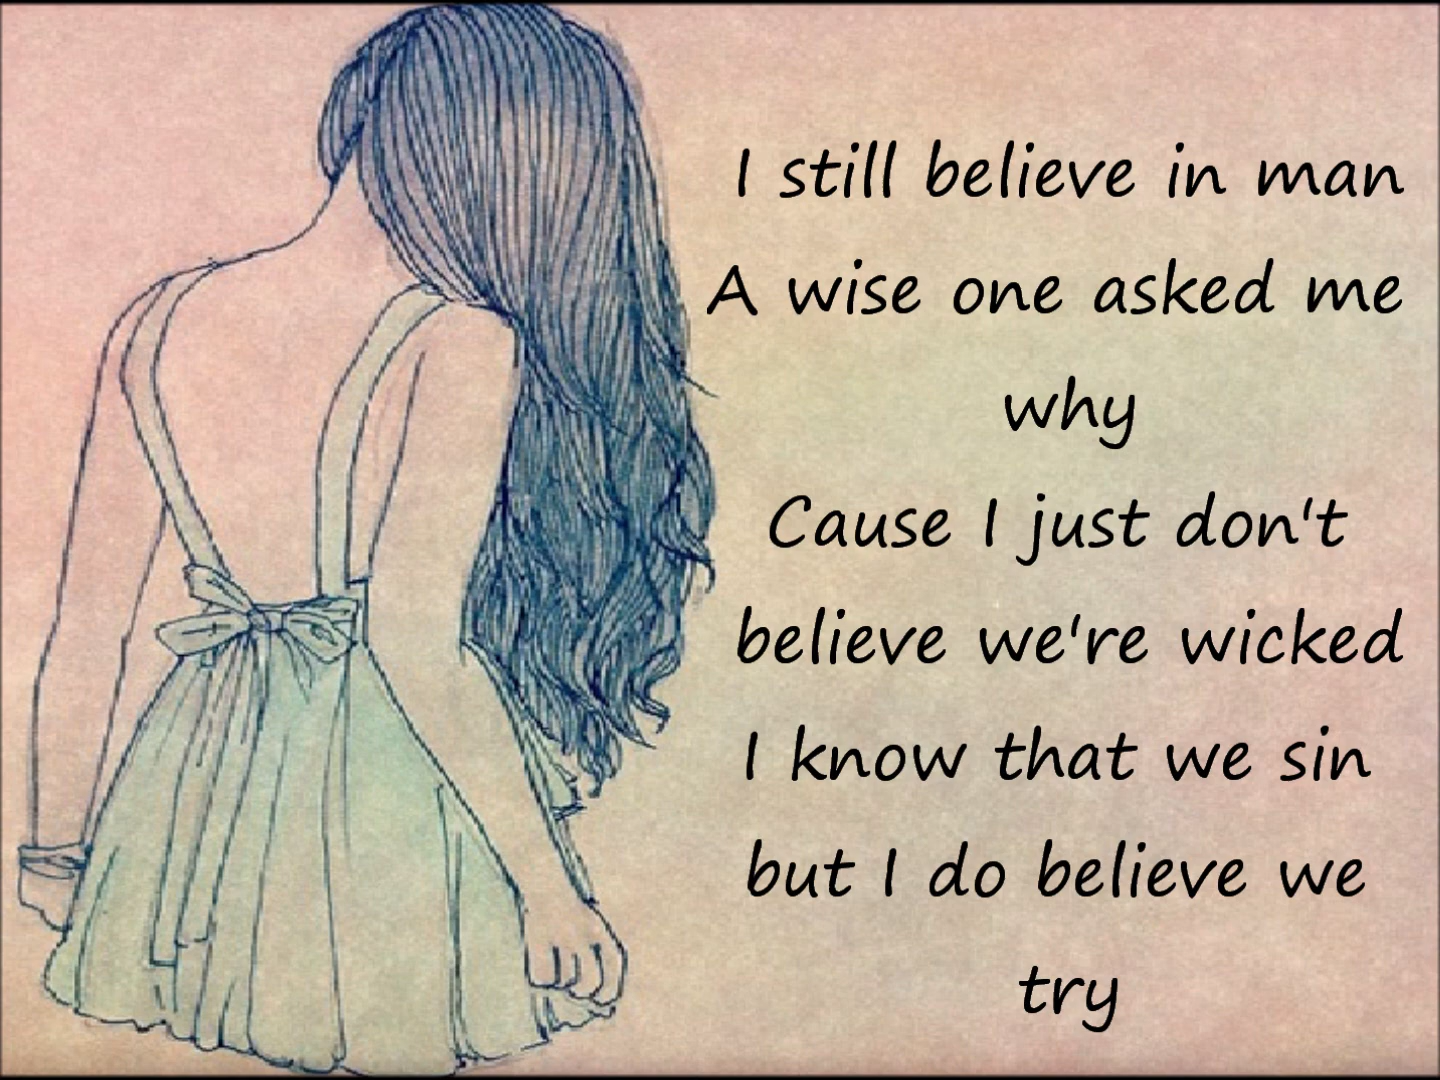 I still believe in man
A wise one asked me
why
Cause I just don't
believe we're wicked
I know that we sin
but I do believe we
try